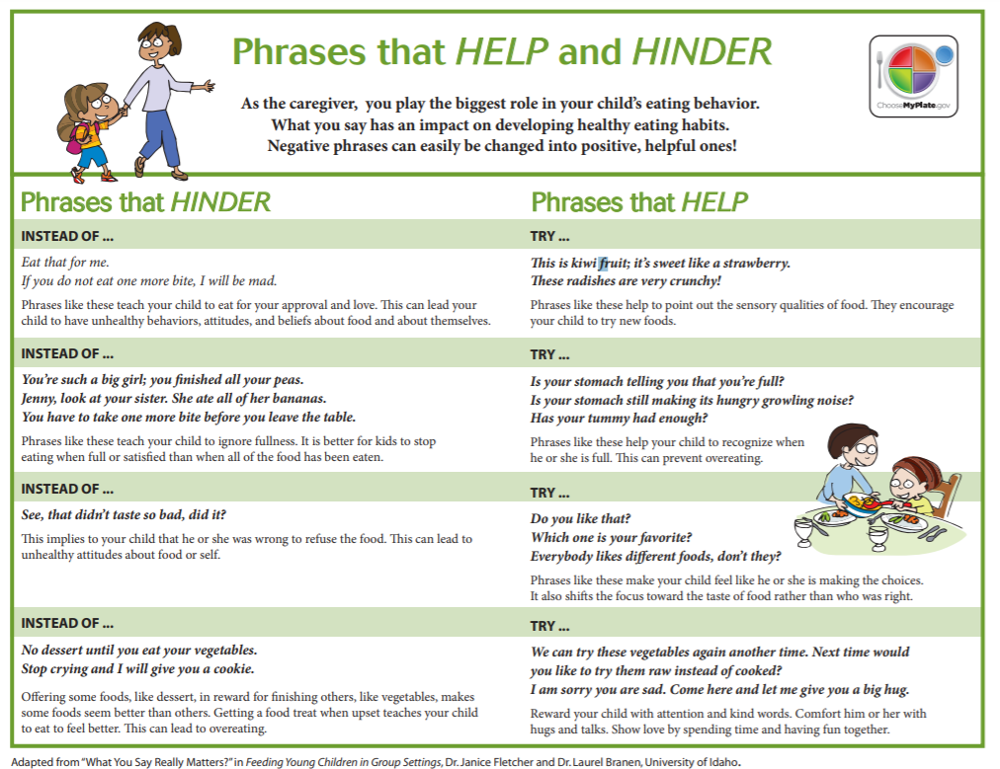 Phrases that HELP and HINDER
As the caregiver, you play the biggest role in your child's eating behavior.
What you say has an impact on developing healthy eating habits.
Negative phrases can easily be changed into positive, helpful ones!
ChooseMyPlate.gov
Phrases that HINDER
Phrases that HELP
INSTEAD OF ...
Eat that for me.
If you do not eat one more bite, I will be mad.
Phrases like these teach your child to eat for your approval and love. This can lead your
child to have unhealthy behaviors, attitudes, and beliefs about food and about themselves.
TRY ...
This is kiwi fruit; it's sweet like a strawberry.
These radishes are very crunchy!
Phrases like these help to point out the sensory qualities of food. They encourage
your child to try new foods.
INSTEAD OF ...
You're such a big girl; you finished all your peas.
Jenny, look at your sister. She ate all of her bananas.
You have to take one more bite before you leave the table.
Phrases like these teach your child to ignore fullness. It is better for kids to stop
eating when full or satisfied than when all of the food has been eaten.
TRY ...
Is your stomach telling you that you're full?
Is your stomach still making its hungry growling noise?
Has your tummy had enough?
Phrases like these help your child to recognize when
he or she is full. This can prevent overeating.
INSTEAD OF ...
See, that didn't taste so bad, did it?
This implies to your child that he or she was wrong to refuse the food. This can lead to
unhealthy attitudes about food or self.
TRY ...
Do you like that?
Which one is your favorite?
Everybody likes different foods, don't they?
Phrases like these make your child feel like he or she is making the choices.
It also shifts the focus toward the taste of food rather than who was right.
INSTEAD OF ...
No dessert until you eat your vegetables.
Stop crying and I will give you a cookie.
Offering some foods, like dessert, in reward for finishing others, like vegetables, makes
some foods seem better than others. Getting a food treat when upset teaches your child
to eat to feel better. This can lead to overeating.
TRY ...
We can try these vegetables again another time. Next time would
you like to try them raw instead of cooked?
I am sorry you are sad. Come here and let me give you a big hug.
Reward your child with attention and kind words. Comfort him or her with
hugs and talks. Show love by spending time and having fun together.
Adapted from "What You Say Really Matters?" in Feeding Young Children in Group Settings, Dr. Janice Fletcher and Dr. Laurel Branen, University of Idaho.